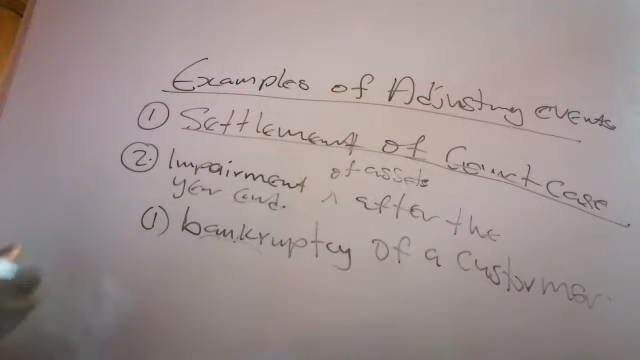 Examples of Adjusting events
① Settlement of Court Case
② Impairment of assets ^ after the
year end.
(1) bankruptcy of a customer.